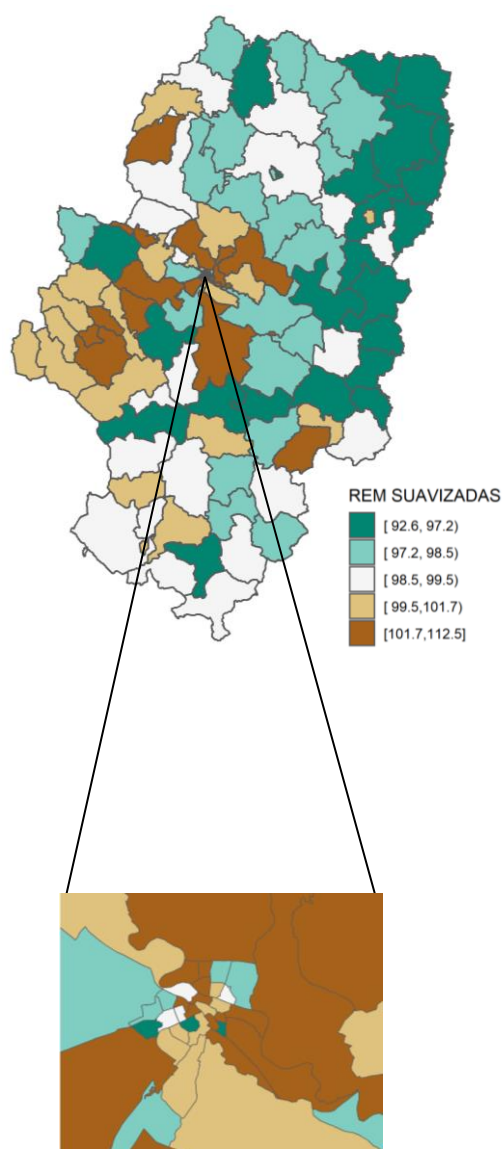 REM SUAVIZADAS
[ 92.6, 97.2)
[ 97.2, 98.5)
[ 98.5, 99.5)
[ 99.5,101.7)
[101.7,112.5]